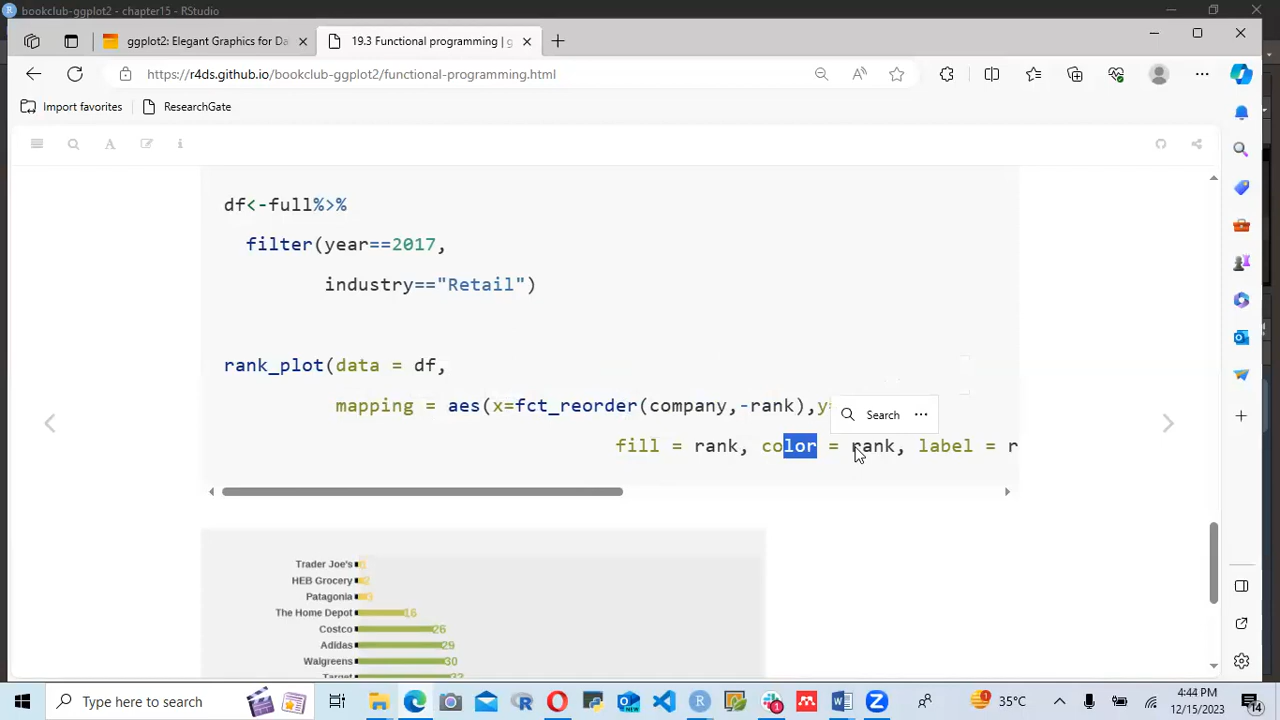 bookclub-ggplot2 - chapter15 - RStudio
ggplot2: Elegant Graphics for Da
19.3 Functional programming | g
https://r4ds.github.io/bookclub-ggplot2/functional-programming.html
Import favorites
ResearchGate
df<-full%>%
filter(year==2017,
industry=="Retail")
rank_plot(data = df,
mapping = aes(x=fct_reorder(company,-rank),y=
Search
fill = rank, color = rank, label = r
Trader Joe's
HEB Grocery 2
Patagonia 3
The Home Depot 16
Costco 26
Adidas 29
Walgreens 30
Target
Type here to search
35°C
4:44 PM
12/15/2023
14